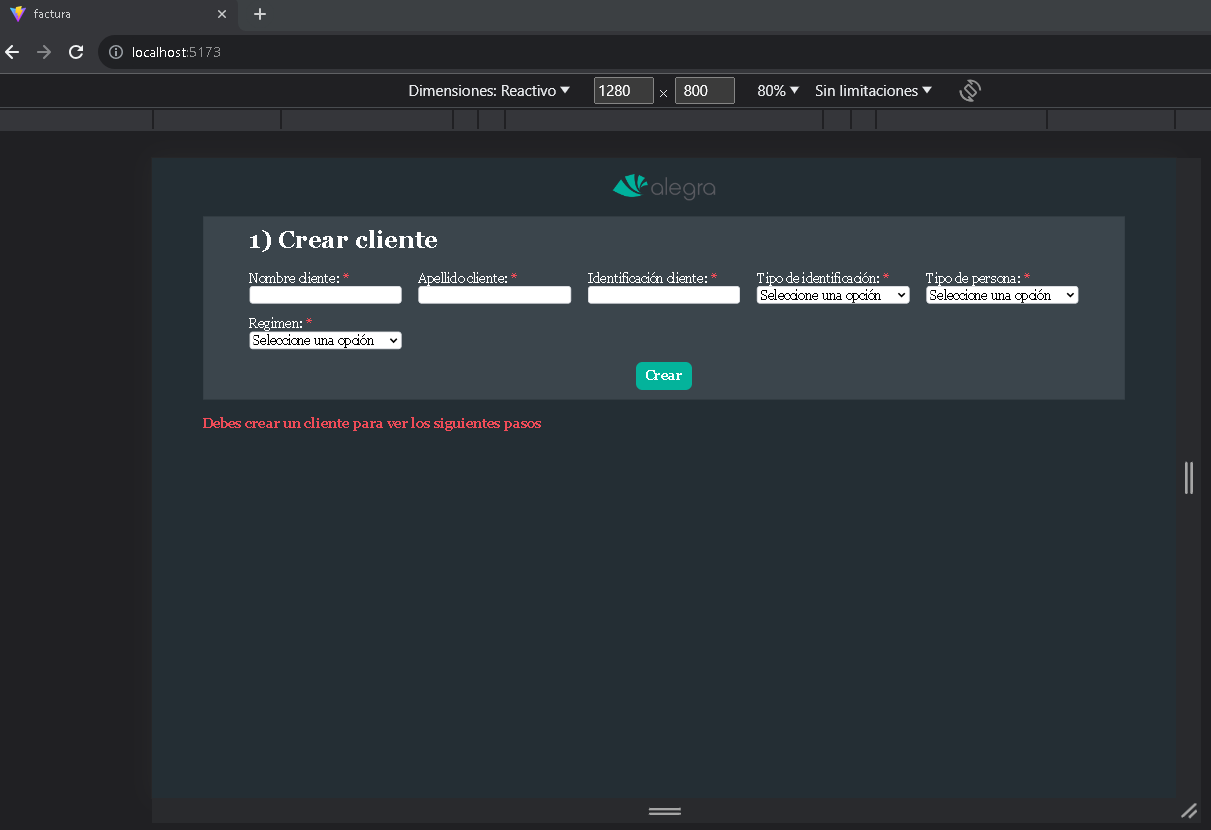 factura
localhost:5173
Dimensiones: Reactivo 1280 × 800 80% Sin limitaciones
alegra
1) Crear cliente
Nombre cliente: * Apellido cliente: * Identificación cliente: * Tipo de identificación: * Tipo de persona: *
Seleccione una opción Seleccione una opción
Regimen: *
Seleccione una opción
Crear
Debes crear un cliente para ver los siguientes pasos